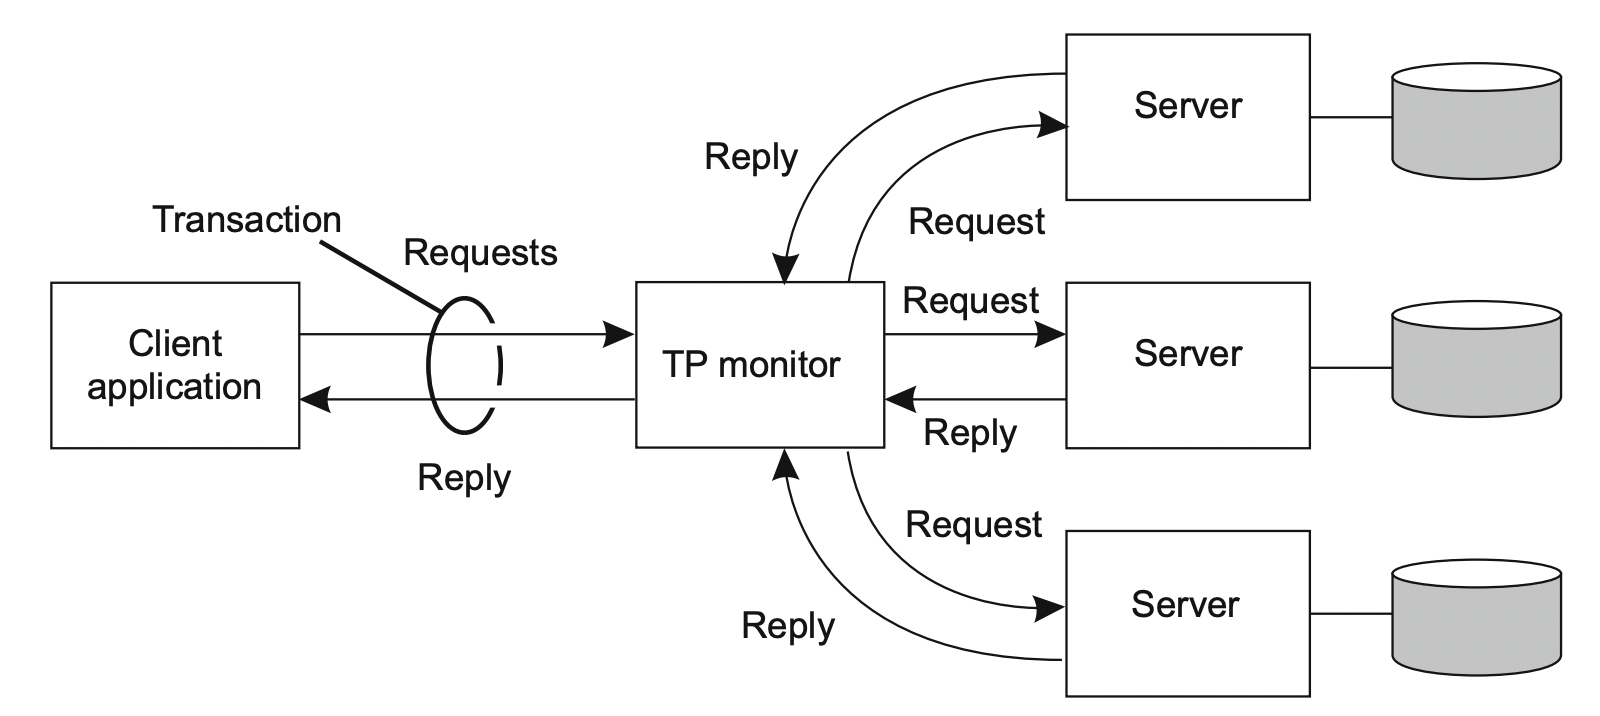 Transaction
Requests
Client
application
Reply
TP monitor
Reply
Request
Server
Request
Server
Reply
Request
Server
Reply